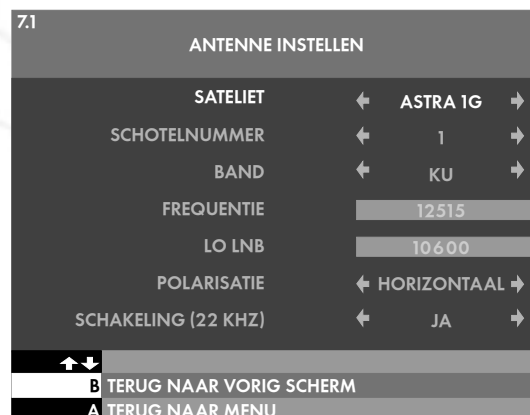 7.1
ANTENNE INSTELLEN
SATELIET ASTRA 1G
SCHOTELNUMMER 1
BAND KU
FREQUENTIE 12515
LO LNB 10600
POLARISATIE HORIZONTAAL
SCHAKELING (22 KHZ) JA
B TERUG NAAR VORIG SCHERM
A TERUG NAAR MENU